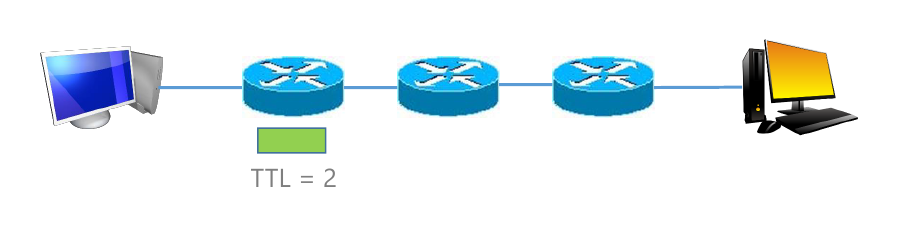 TTL = 2